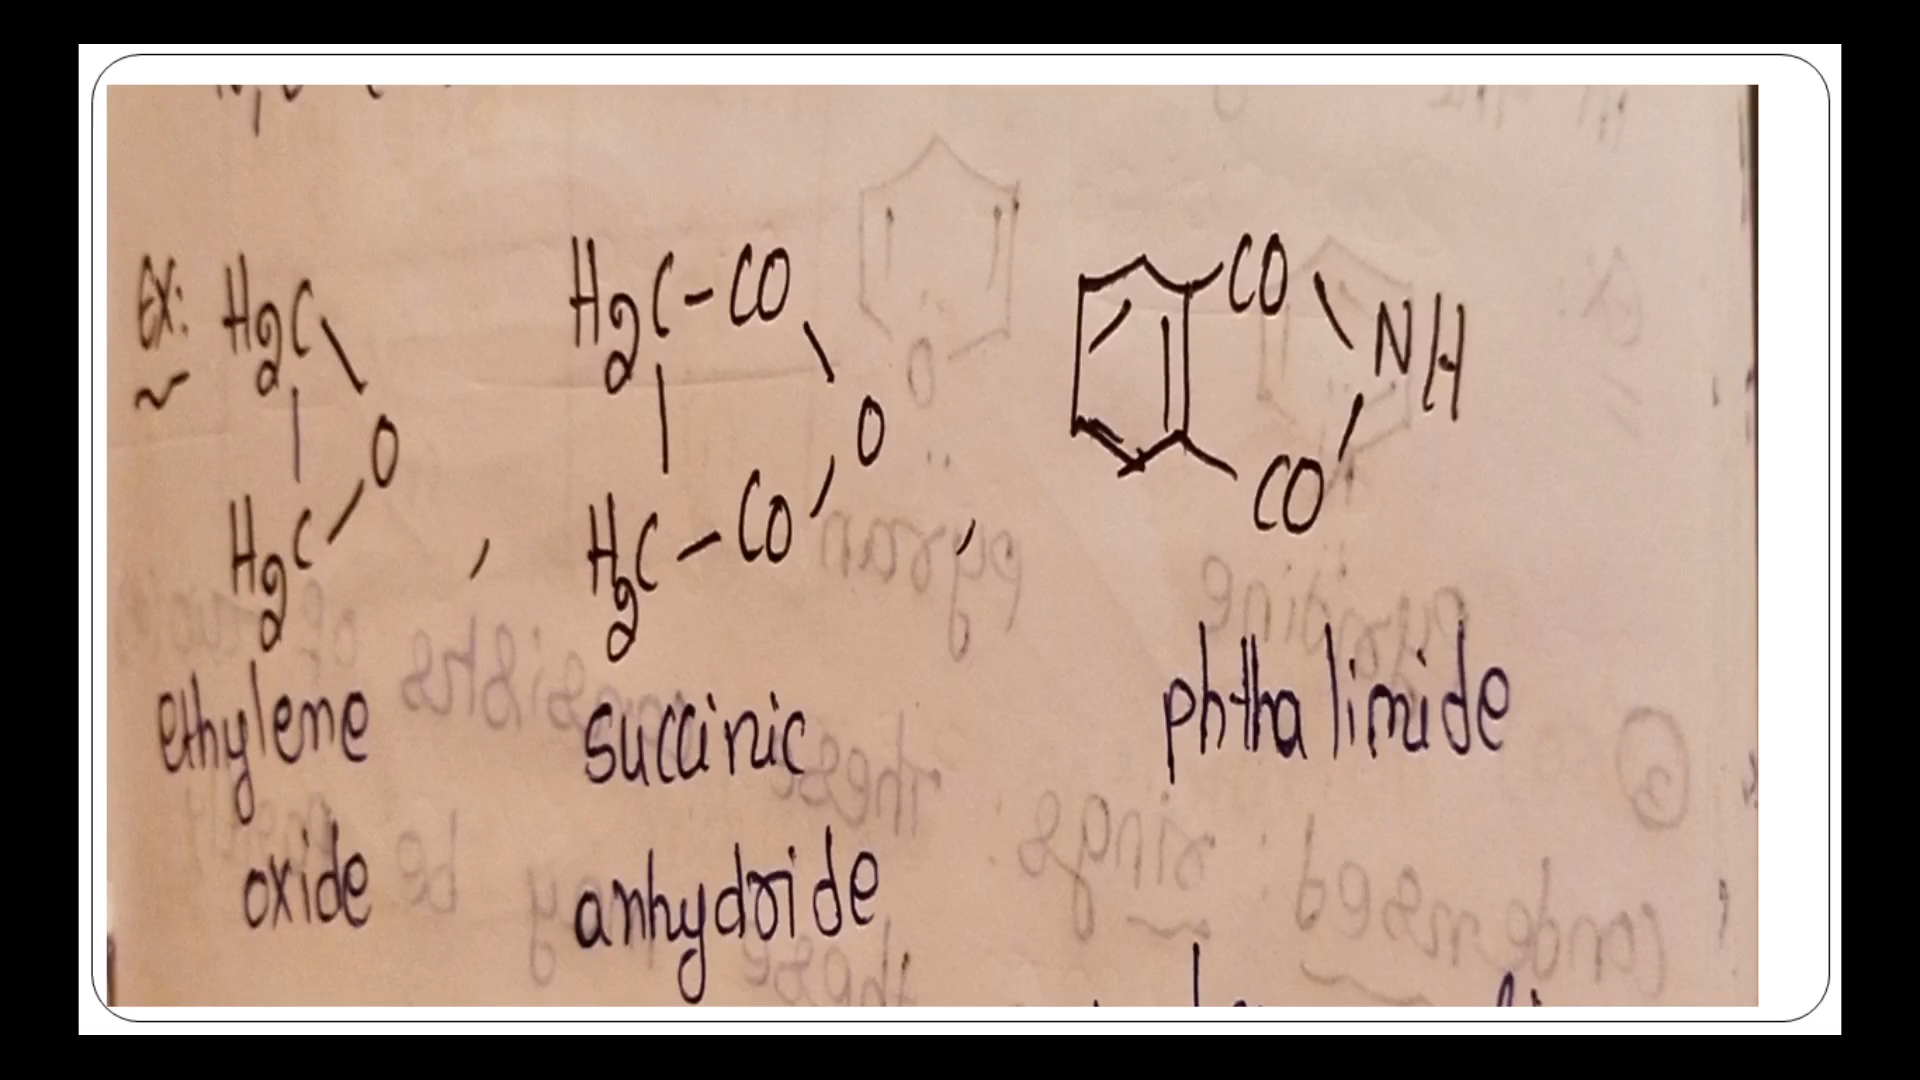 Ex: H2C H2C-CO CO NH
O O
H2C , H2C-CO , CO
ethylene succinic phthalimide
oxide anhydride